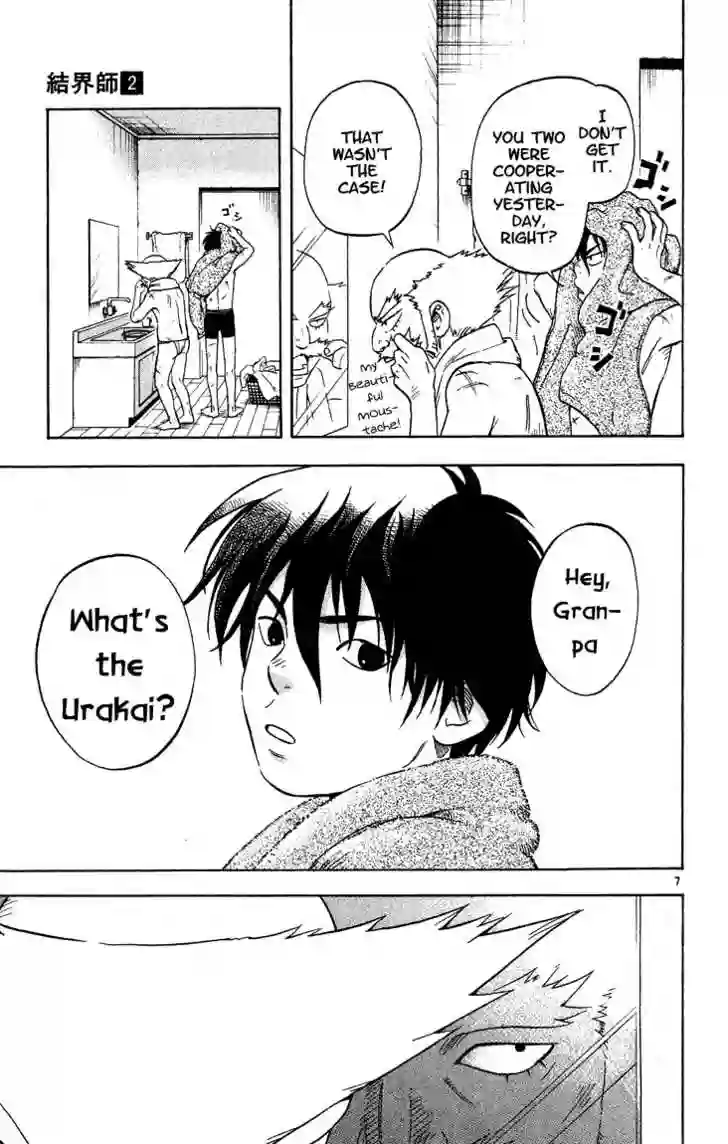 I
DON'T
GET
IT.
YOU TWO
WERE
COOPER-
ATING
YESTER-
DAY,
RIGHT?
ゴシ
ゴシ
THAT
WASN'T
THE
CASE!
My
Beauti-
ful
mous-
tache!
結界師2
ゴシ
Hey,
Gran-
pa
What's
the
Urakai?
7